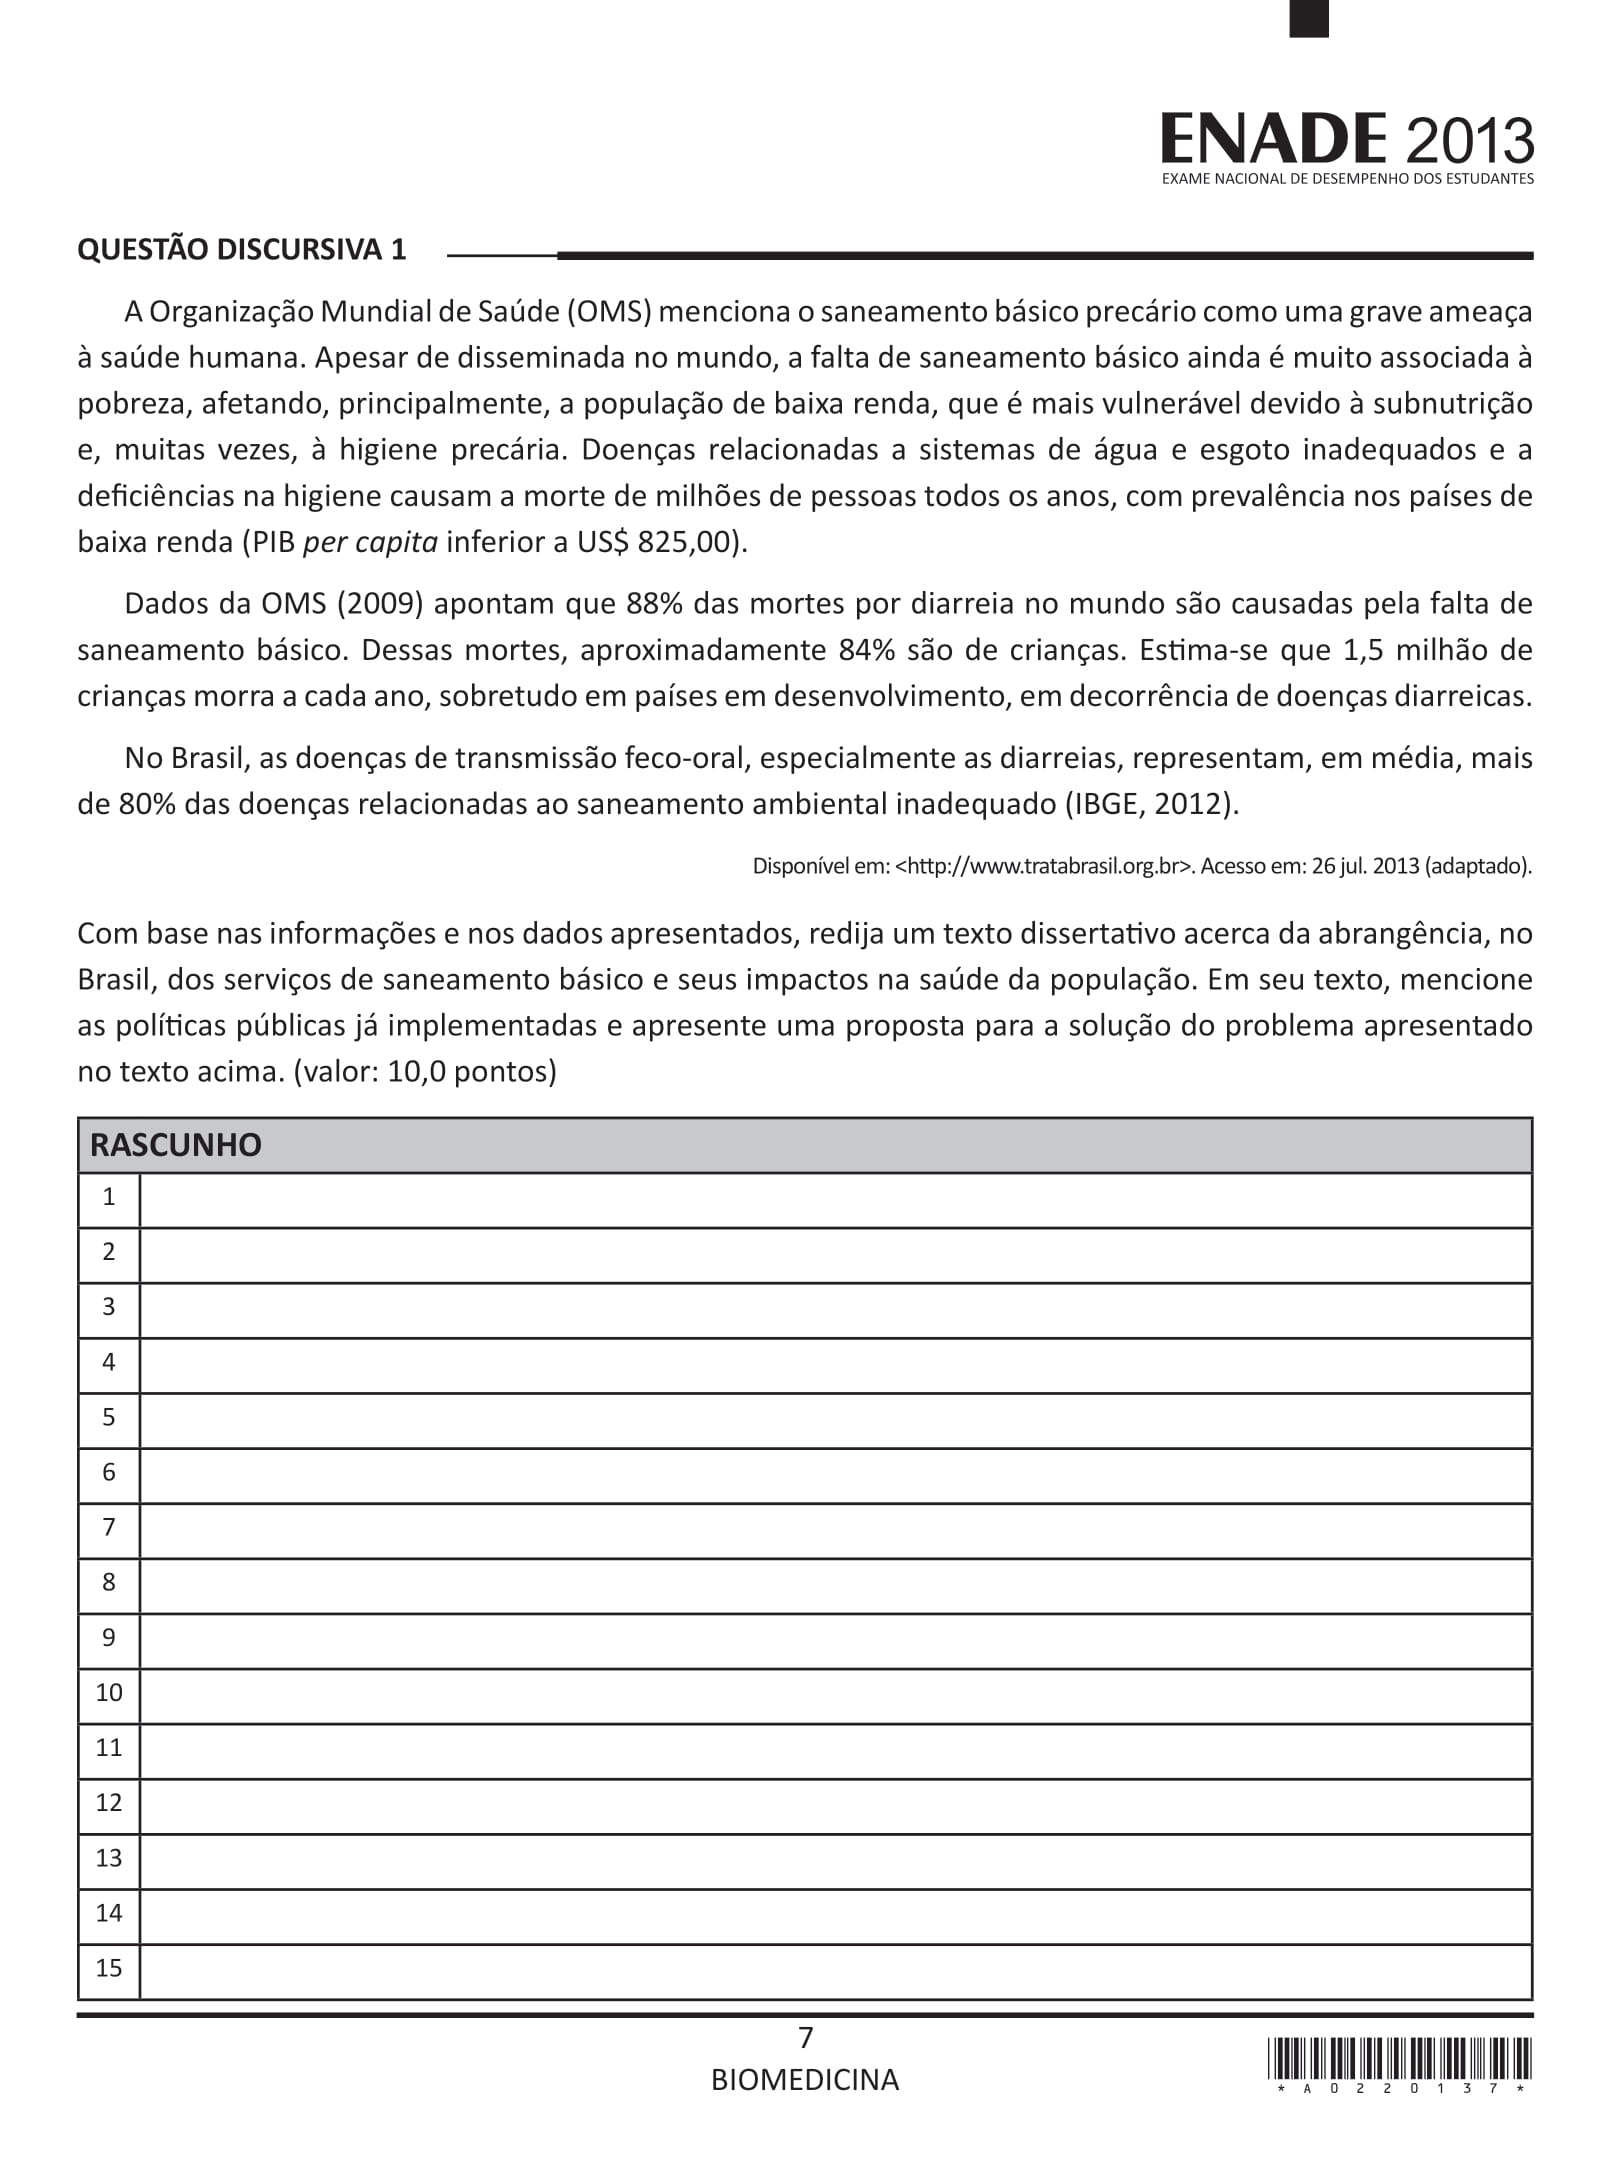 ENADE 2013
EXAME NACIONAL DE DESEMPENHO DOS ESTUDANTES
QUESTÃO DISCURSIVA 1
A Organização Mundial de Saúde (OMS) menciona o saneamento básico precário como uma grave ameaça
à saúde humana. Apesar de disseminada no mundo, a falta de saneamento básico ainda é muito associada à
pobreza, afetando, principalmente, a população de baixa renda, que é mais vulnerável devido à subnutrição
e, muitas vezes, à higiene precária. Doenças relacionadas a sistemas de água e esgoto inadequados e a
deficiências na higiene causam a morte de milhões de pessoas todos os anos, com prevalência nos países de
baixa renda (PIB per capita inferior a US$ 825,00).
Dados da OMS (2009) apontam que 88% das mortes por diarreia no mundo são causadas pela falta de
saneamento básico. Dessas mortes, aproximadamente 84% são de crianças. Estima-se que 1,5 milhão de
crianças morra a cada ano, sobretudo em países em desenvolvimento, em decorrência de doenças diarreicas.
No Brasil, as doenças de transmissão feco-oral, especialmente as diarreias, representam, em média, mais
de 80% das doenças relacionadas ao saneamento ambiental inadequado (IBGE, 2012).
Disponível em: <http://www.tratabrasil.org.br>. Acesso em: 26 jul. 2013 (adaptado).
Com base nas informações e nos dados apresentados, redija um texto dissertativo acerca da abrangência, no
Brasil, dos serviços de saneamento básico e seus impactos na saúde da população. Em seu texto, mencione
as políticas públicas já implementadas e apresente uma proposta para a solução do problema apresentado
no texto acima. (valor: 10,0 pontos)
RASCUNHO
1
2
3
4
5
6
7
8
9
10
11
12
13
14
15
7
BIOMEDICINA
*A0220137*